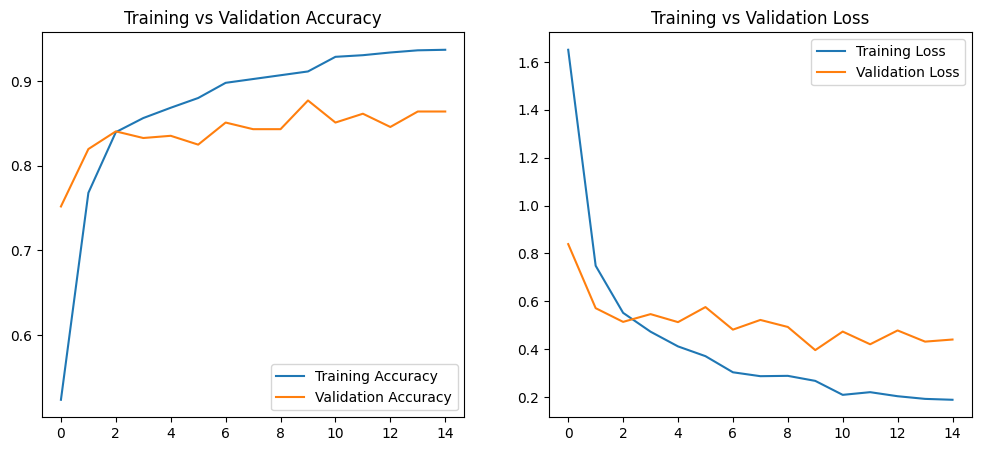 Training vs Validation Accuracy
0.9
0.8
0.7
0.6
0 2 4 6 8 10 12 14
Training Accuracy
Validation Accuracy
Training vs Validation Loss
1.6
1.4
1.2
1.0
0.8
0.6
0.4
0.2
0 2 4 6 8 10 12 14
Training Loss
Validation Loss